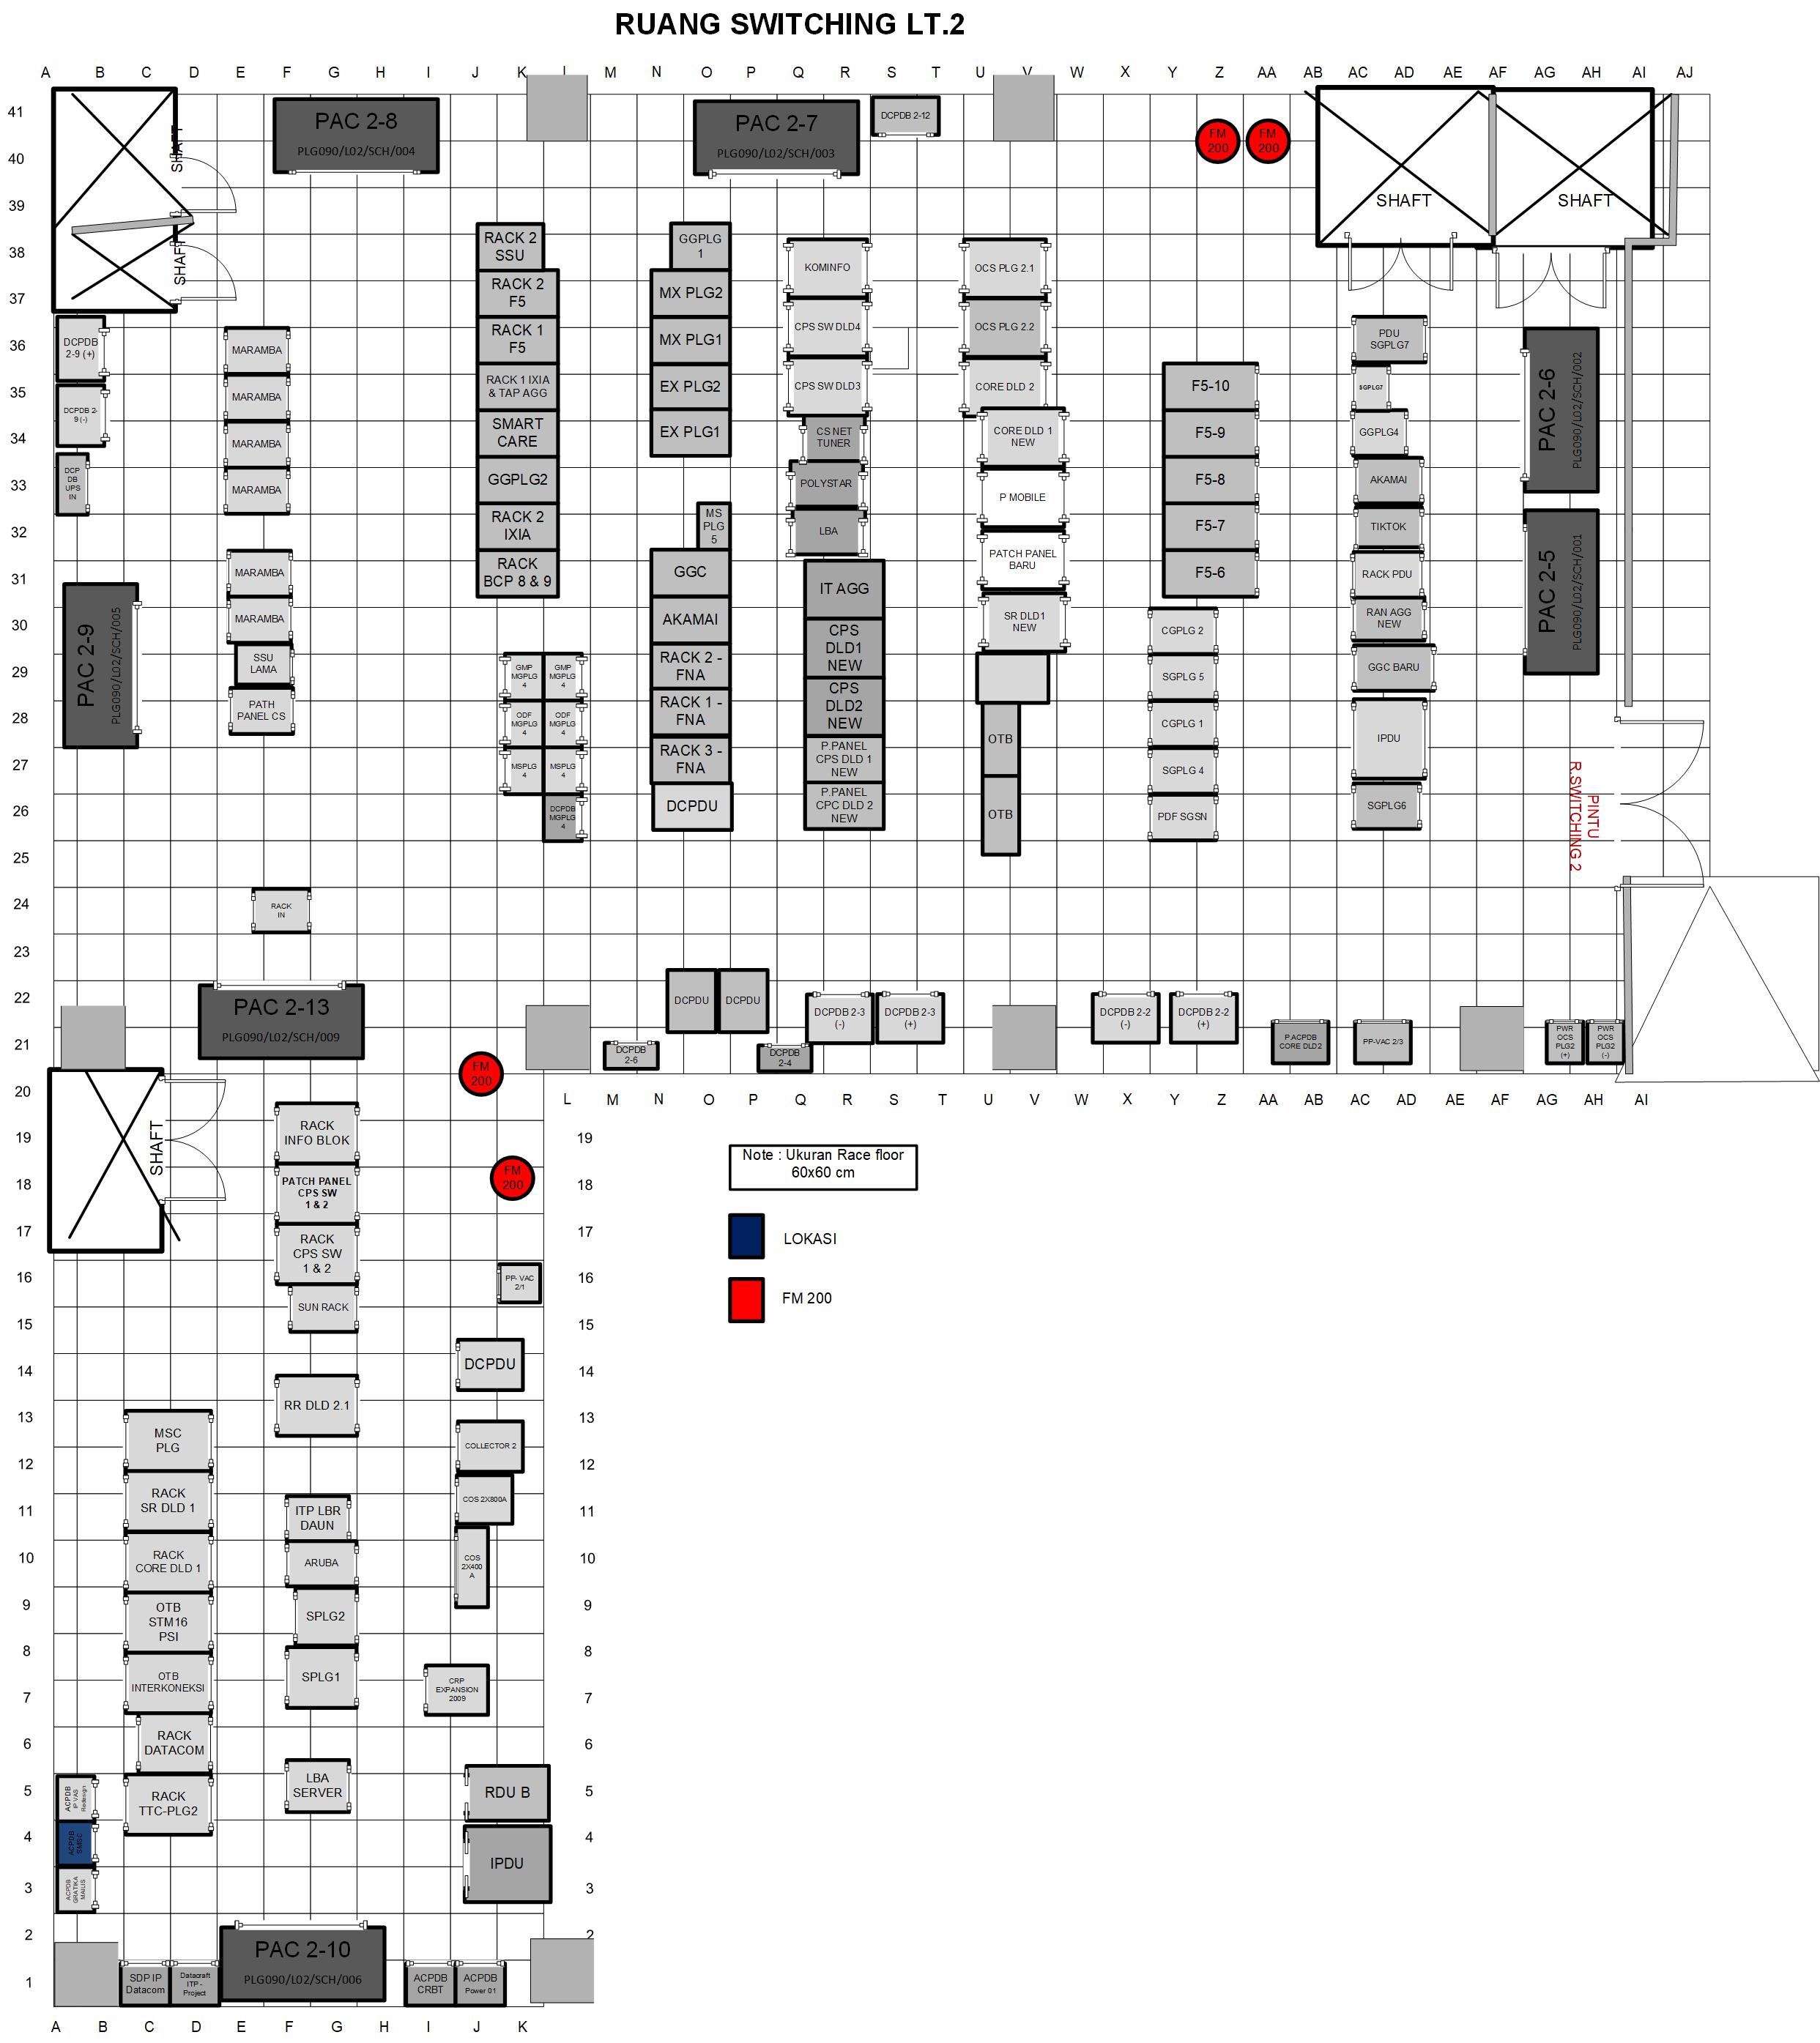 RUANG SWITCHING LT.2
A B C D E F G H I J K L M N O P Q R S T U V W X Y Z AA AB AC AD AE AF AG AH AI AJ
41
40
39
38
37
36
35
34
33
32
31
30
29
28
27
26
25
24
23
22
21
20
19
18
17
16
15
14
13
12
11
10
9
8
7
6
5
4
3
2
1
SHAFT
SHAFT
PAC 2-8
PLG090/L02/SCH/004
PAC 2-7
PLG090/L02/SCH/003
DCPDB 2-12
FM
200
FM
200
SHAFT
SHAFT
DCPDB
2-9 (+)
DCPDB 2-
9 (-)
DCP
DB
UPS
IN
PAC 2-9
PLG090/L02/SCH/005
MARAMBA
MARAMBA
MARAMBA
MARAMBA
MARAMBA
MARAMBA
SSU
LAMA
PATH
PANEL CS
RACK
IN
RACK 2
SSU
RACK 2
F5
RACK 1
F5
RACK 1 IXIA
& TAP AGG
SMART
CARE
GGPLG2
RACK 2
IXIA
RACK
BCP 8 & 9
GMP
MGPLG
4
GMP
MGPLG
4
ODF
MGPLG
4
ODF
MGPLG
4
MSPLG
4
MSPLG
4
DCPDB
MGPLG
4
GGPLG
1
MX PLG2
MX PLG1
EX PLG2
EX PLG1
MS
PLG
5
GGC
AKAMAI
RACK 2 -
FNA
RACK 1 -
FNA
RACK 3 -
FNA
DCPDU
KOMINFO
CPS SW DLD4
CPS SW DLD3
CS NET
TUNER
POLYSTAR
LBA
IT AGG
CPS
DLD1
NEW
CPS
DLD2
NEW
P.PANEL
CPS DLD 1
NEW
P.PANEL
CPC DLD 2
NEW
OCS PLG 2.1
OCS PLG 2.2
CORE DLD 2
CORE DLD 1
NEW
P MOBILE
PATCH PANEL
BARU
SR DLD1
NEW
OTB
OTB
F5-10
F5-9
F5-8
F5-7
F5-6
CGPLG 2
SGPLG 5
CGPLG 1
SGPLG 4
PDF SGSN
PDU
SGPLG7
SGPLG7
GGPLG4
AKAMAI
TIKTOK
RACK PDU
RAN AGG
NEW
GGC BARU
IPDU
SGPLG6
PAC 2-6
PLG090/L02/SCH/002
PAC 2-5
PLG090/L02/SCH/001
PINTU
R.SWITCHING 2
PAC 2-13
PLG090/L02/SCH/009
DCPDU
DCPDU
DCPDB
2-6
DCPDB
2-4
DCPDB 2-3
(-)
DCPDB 2-3
(+)
DCPDB 2-2
(-)
DCPDB 2-2
(+)
P.ACPDB
CORE DLD2
PP-VAC 2/3
PWR
OCS
PLG2
(+)
PWR
OCS
PLG2
(-)
L M N O P Q R S T U V W X Y Z AA AB AC AD AE AF AG AH AI
FM
200
FM
200
SHAFT
RACK
INFO BLOK
PATCH PANEL
CPS SW
1 & 2
RACK
CPS SW
1 & 2
SUN RACK
RR DLD 2.1
ITP LBR
DAUN
ARUBA
SPLG2
SPLG1
LBA
SERVER
PP- VAC
2/1
DCPDU
COLLECTOR 2
COS 2X800A
COS
2X400
A
CRP
EXPANSION
2009
RDU B
IPDU
MSC
PLG
RACK
SR DLD 1
RACK
CORE DLD 1
OTB
STM16
PSI
OTB
INTERKONEKSI
RACK
DATACOM
RACK
TTC-PLG2
ACPDB
IP VAS
Redesign
ACPDB
SMSC
ACPDB
GRATIKA
MAILIS
PAC 2-10
PLG090/L02/SCH/006
SDP IP
Datacom
Datacraft
ITP -
Project
ACPDB
CRBT
ACPDB
Power 01
19
18
17
16
15
14
13
12
11
10
9
8
7
6
5
4
3
2
A B C D E F G H I J K
Note : Ukuran Race floor
60x60 cm
LOKASI
FM 200